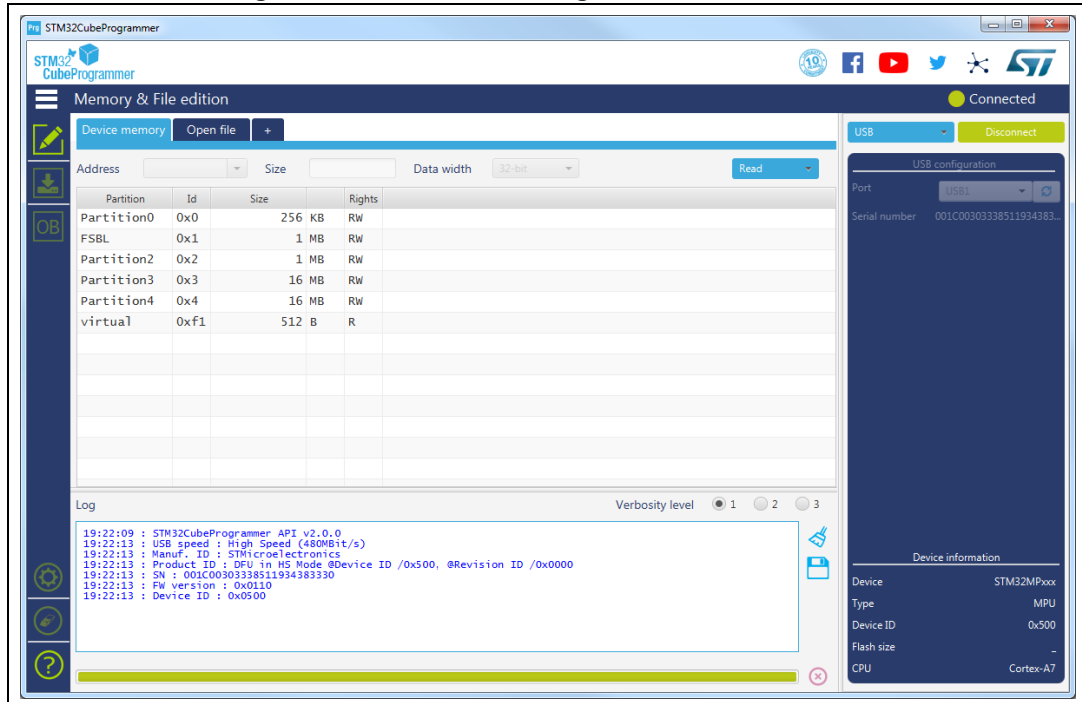 Prg STM32CubeProgrammer
STM32
CubeProgrammer
10
Memory & File edition
Connected
Device memory Open file +
USB Disconnect
Address Size Data width 32-bit Read
USB configuration
Port USB1
Serial number 001C00303338511934383...
Partition Id Size Rights
Partition0 0x0 256 KB RW
FSBL 0x1 1 MB RW
Partition2 0x2 1 MB RW
Partition3 0x3 16 MB RW
Partition4 0x4 16 MB RW
virtual 0xf1 512 B R
OB
Log Verbosity level 1 2 3
19:22:09 : STM32CubeProgrammer API v2.0.0
19:22:13 : USB speed : High Speed (480MBit/s)
19:22:13 : Manuf. ID : STMicroelectronics
19:22:13 : Product ID : DFU in HS Mode @Device ID /0x500, @Revision ID /0x0000
19:22:13 : SN : 001C00303338511934383330
19:22:13 : FW version : 0x0110
19:22:13 : Device ID : 0x0500
Device information
Device STM32MPxxx
Type MPU
Device ID 0x500
Flash size _
CPU Cortex-A7